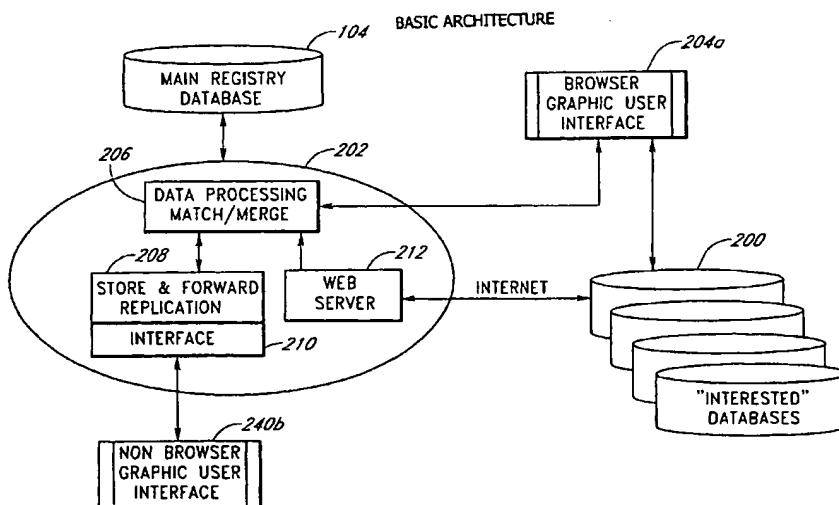 BASIC ARCHITECTURE
104
MAIN REGISTRY
DATABASE
204a
BROWSER
GRAPHIC USER
INTERFACE
202
206
DATA PROCESSING
MATCH/MERGE
208
STORE & FORWARD
REPLICATION
INTERFACE
210
212
WEB
SERVER
INTERNET
200
"INTERESTED"
DATABASES
240b
NON BROWSER
GRAPHIC USER
INTERFACE